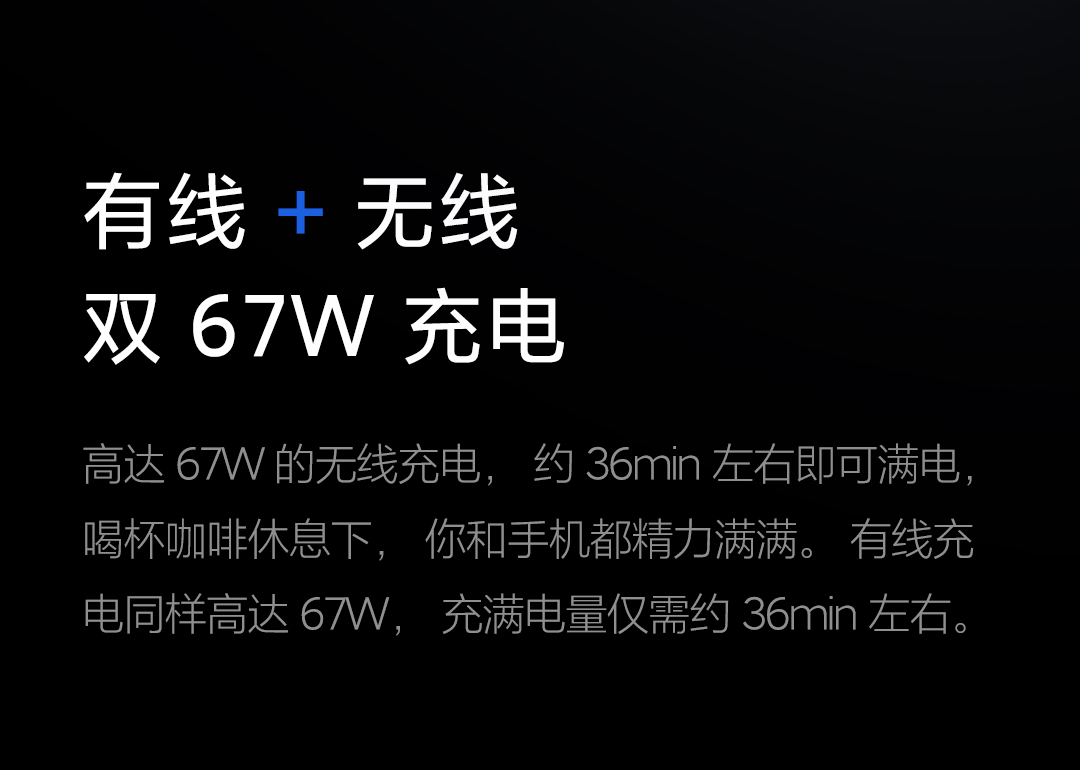 有线 + 无线
双 67W 充电
高达 67W 的无线充电， 约 36min 左右即可满电，
喝杯咖啡休息下， 你和手机都精力满满。 有线充
电同样高达 67W， 充满电量仅需约 36min 左右。